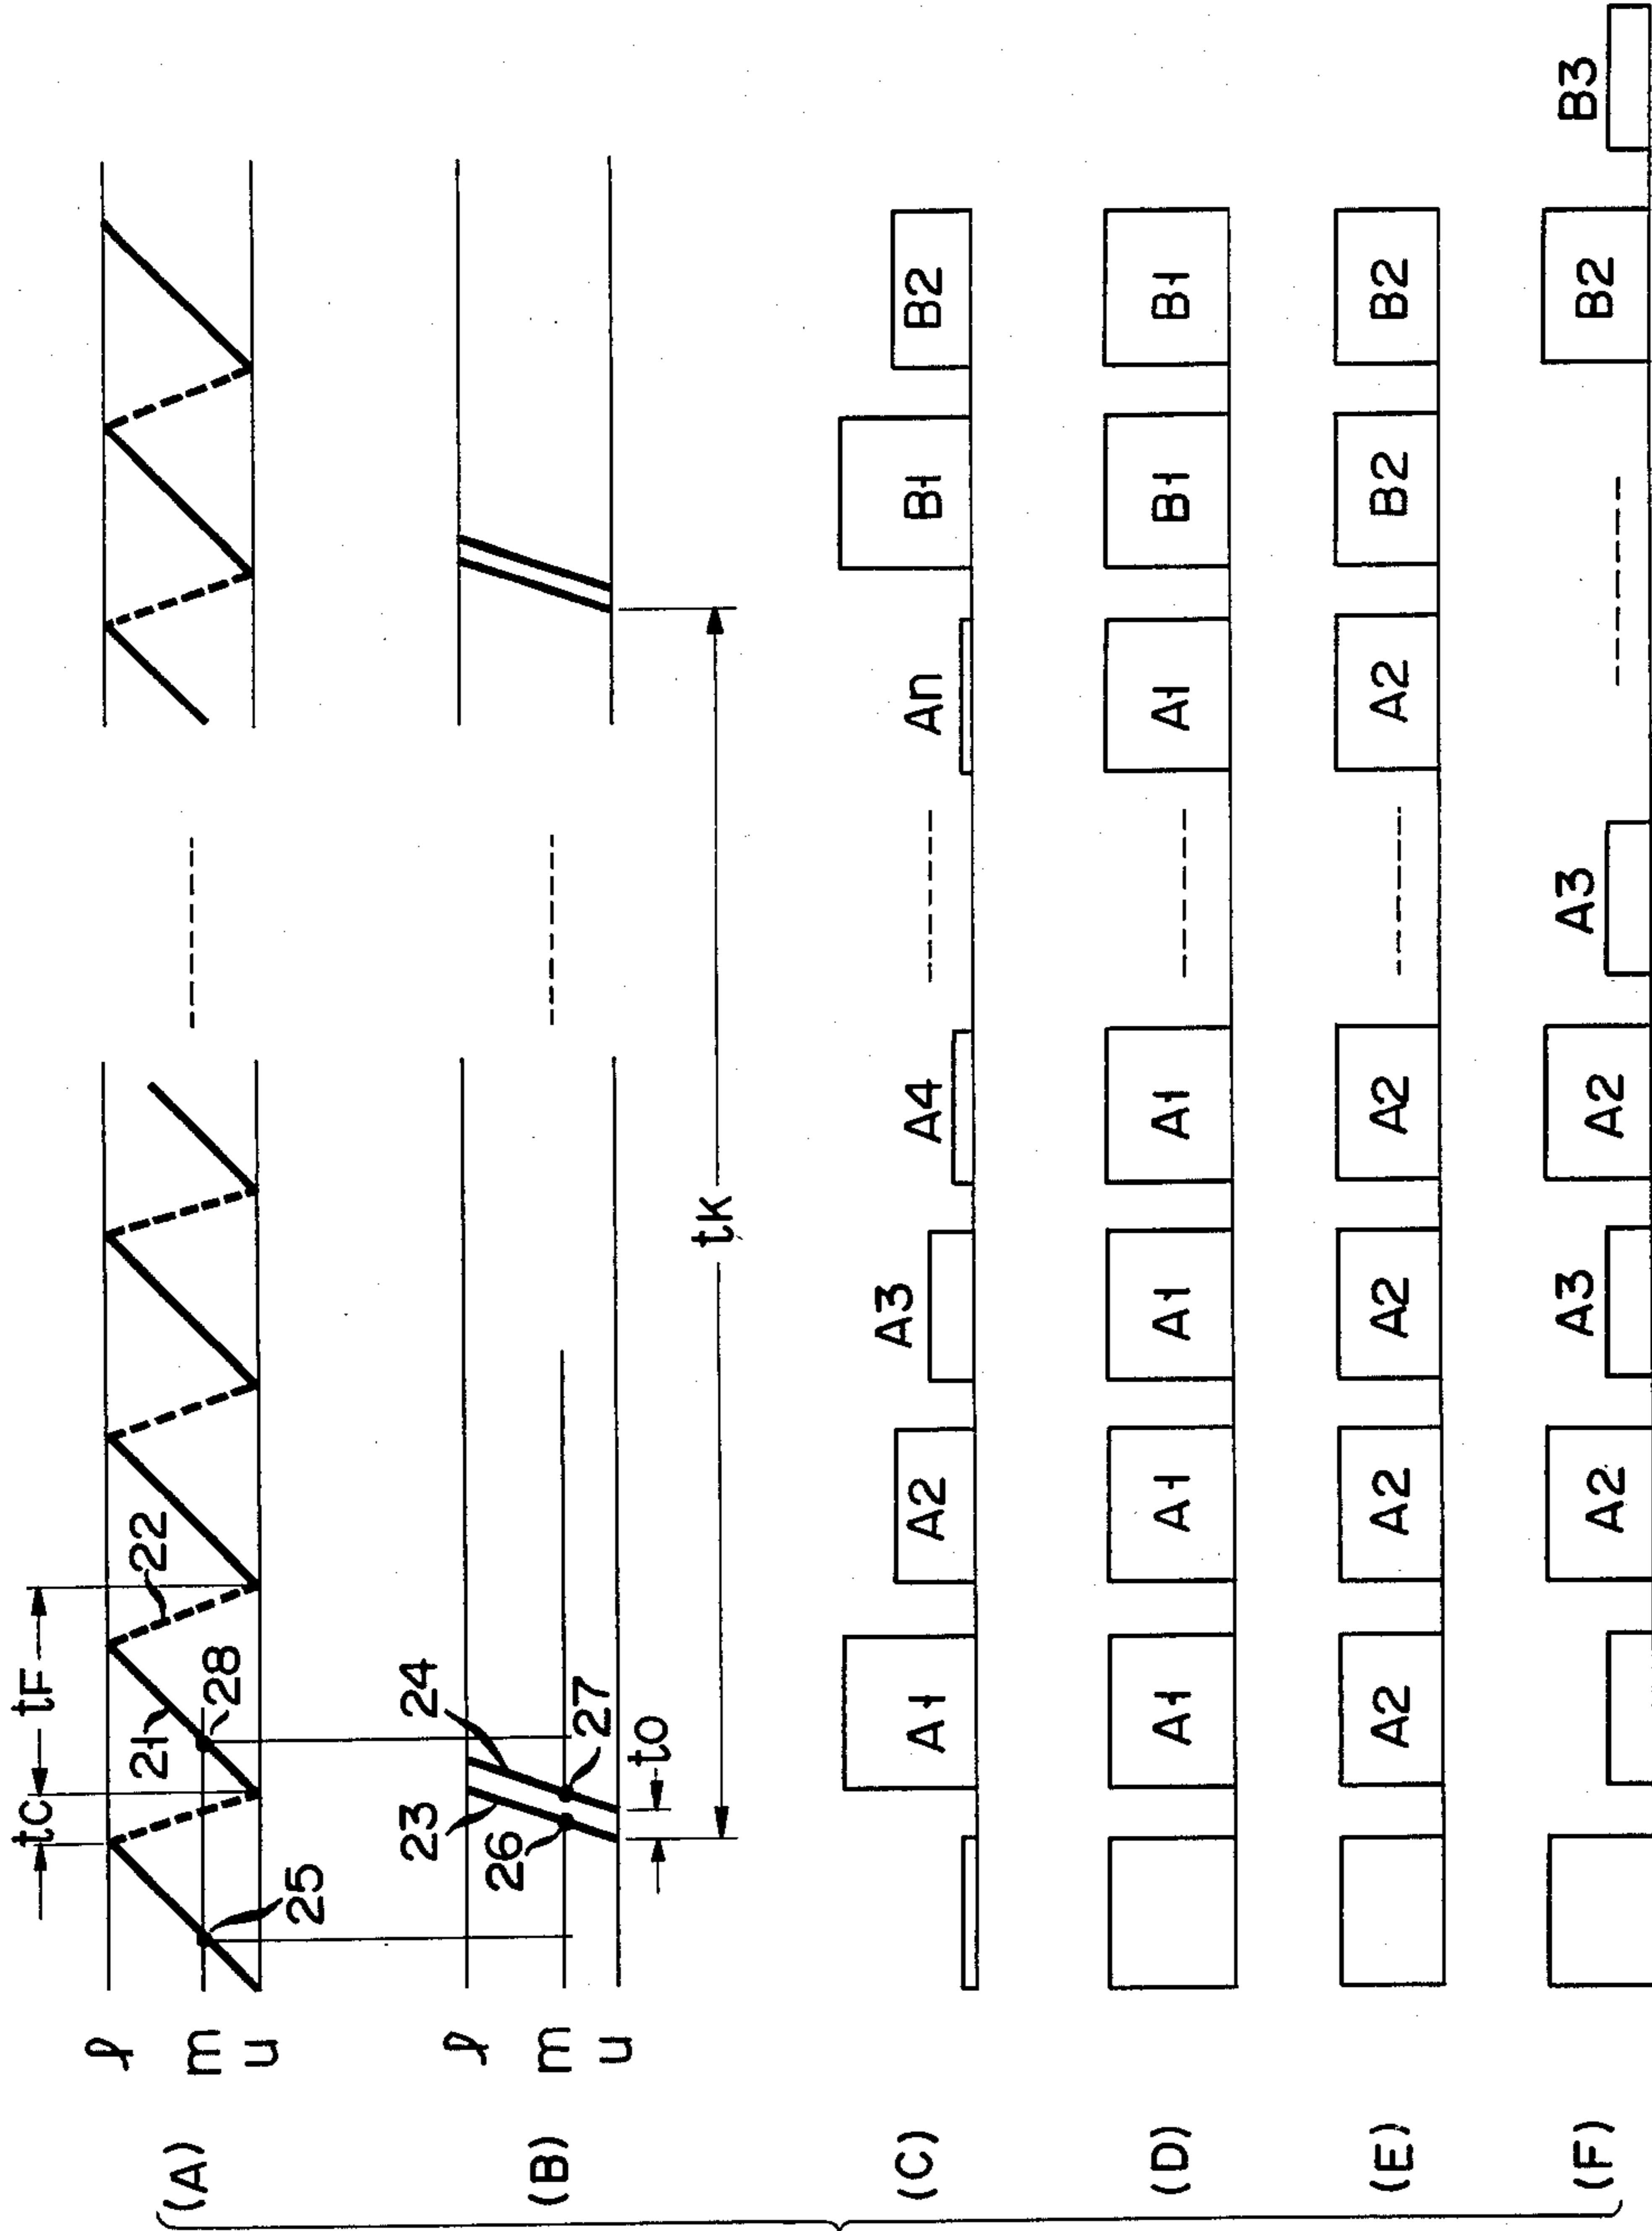 (A)
ℓ
m
u
tC
tF
21
22
25
28
(B)
ℓ
m
u
23
24
26
27
tO
tK
(C)
A1
A2
A3
A4
An
B1
B2
(D)
A1
A1
A1
A1
A1
B1
B1
(E)
A2
A2
A2
A2
A2
B2
B2
(F)
A2
A3
A2
A3
B2
B3